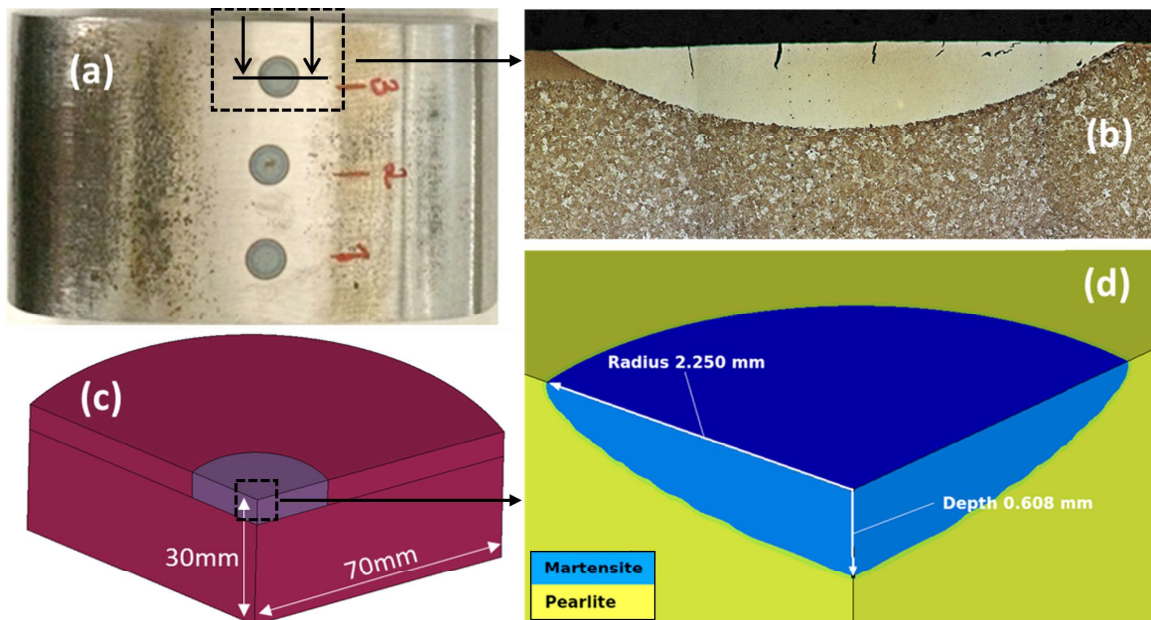 (a)
3
2
1
(b)
(c)
30mm
70mm
(d)
Radius 2.250 mm
Depth 0.608 mm
Martensite
Pearlite